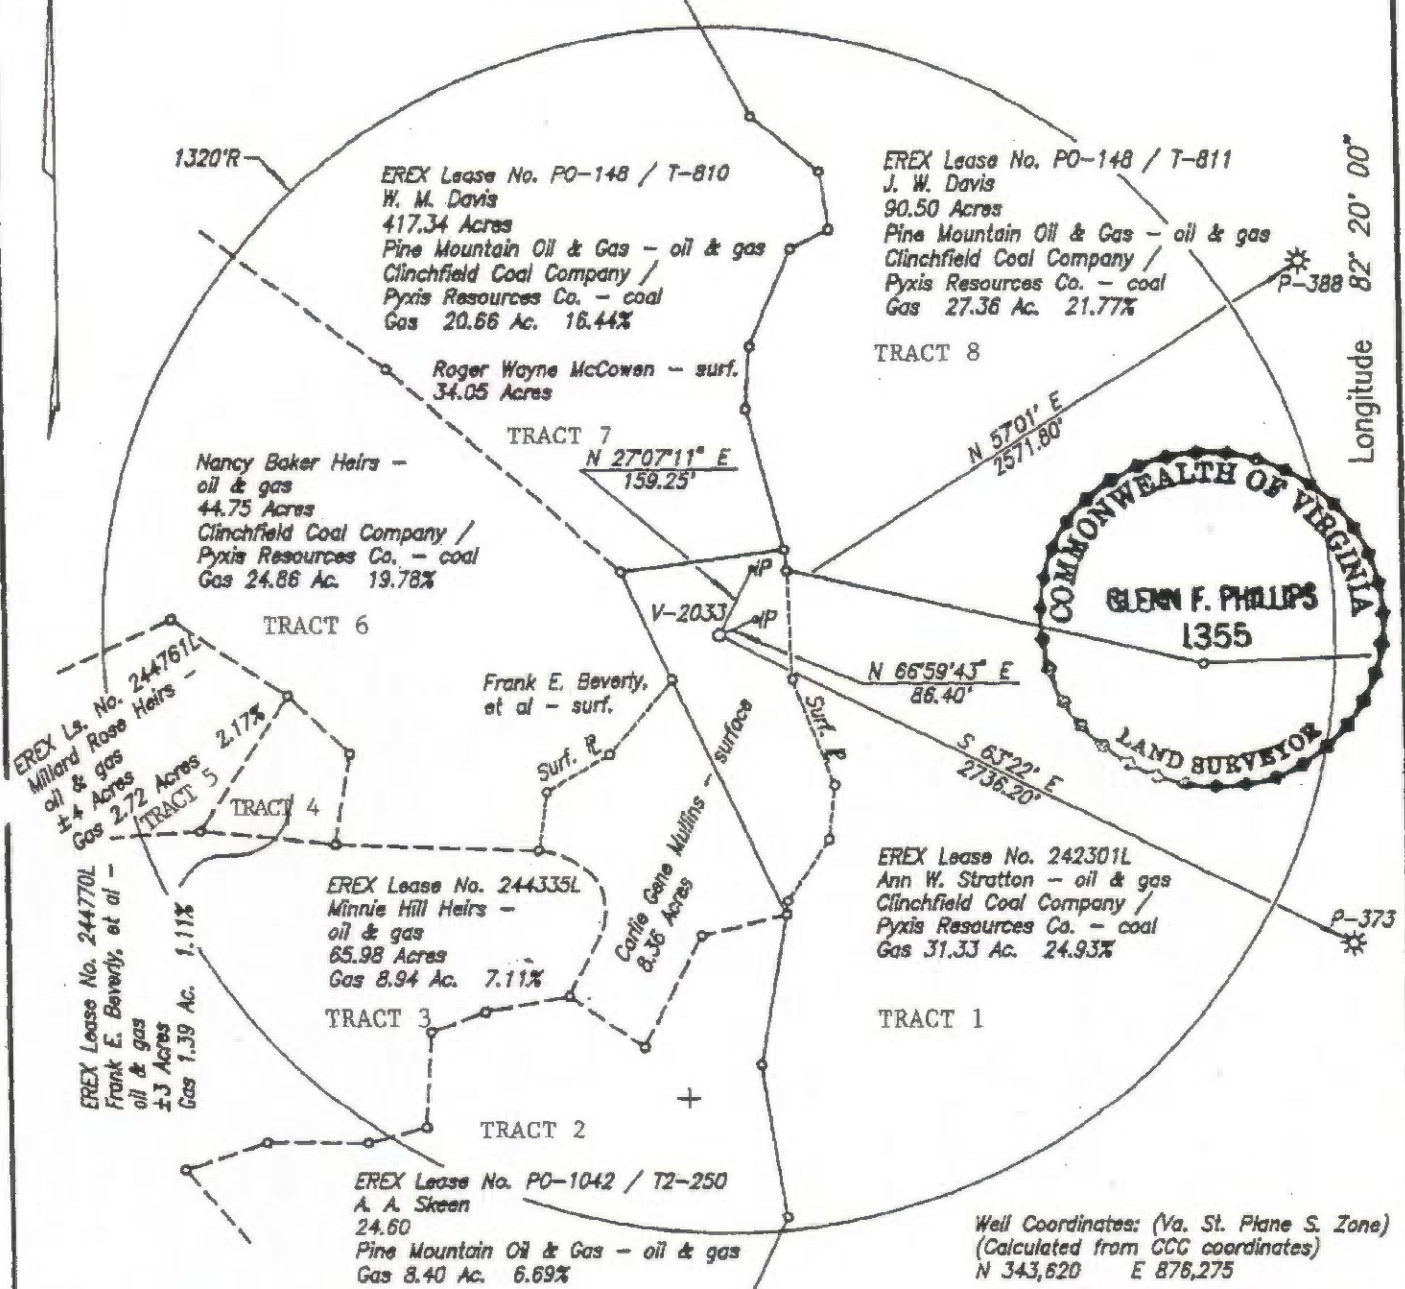 1320'R
EREX Lease No. PO-148 / T-810
W. M. Davis
417.34 Acres
Pine Mountain Oil & Gas - oil & gas
Clinchfield Coal Company /
Pyxis Resources Co. - coal
Gas 20.66 Ac. 16.44%
Roger Wayne McCowan - surf.
34.05 Acres
TRACT 7
EREX Lease No. PO-148 / T-811
J. W. Davis
90.50 Acres
Pine Mountain Oil & Gas - oil & gas
Clinchfield Coal Company /
Pyxis Resources Co. - coal
Gas 27.36 Ac. 21.77%
TRACT 8
P-388
Longitude 82° 20' 00"
N 57°01' E
2571.80'
N 27°07'11" E
159.25'
Nancy Baker Heirs -
oil & gas
44.75 Acres
Clinchfield Coal Company /
Pyxis Resources Co. - coal
Gas 24.86 Ac. 19.78%
TRACT 6
COMMONWEALTH OF VIRGINIA
GLENN F. PHILLIPS
1355
LAND SURVEYOR
IP
V-2033
IP
N 66°59'43" E
86.40'
S 63°22' E
2736.20'
Frank E. Beverly,
et al - surf.
Surf. PL
Surf. PL
Carlie Gene Mullins - surface
8.36 Acres
EREX Ls. No. 244761L
Millard Rose Heirs -
oil & gas
±4 Acres
Gas 2.72 Acres 2.17%
TRACT 5
TRACT 4
EREX Lease No. 244770L
Frank E. Beverly, et al -
oil & gas
±3 Acres
Gas 1.39 Ac. 1.11%
EREX Lease No. 244335L
Minnie Hill Heirs -
oil & gas
65.98 Acres
Gas 8.94 Ac. 7.11%
TRACT 3
EREX Lease No. 242301L
Ann W. Stratton - oil & gas
Clinchfield Coal Company /
Pyxis Resources Co. - coal
Gas 31.33 Ac. 24.93%
TRACT 1
P-373
TRACT 2
EREX Lease No. PO-1042 / T2-250
A. A. Skeen
24.60
Pine Mountain Oil & Gas - oil & gas
Gas 8.40 Ac. 6.69%
Well Coordinates: (Va. St. Plane S. Zone)
(Calculated from CCC coordinates)
N 343,620 E 876,275